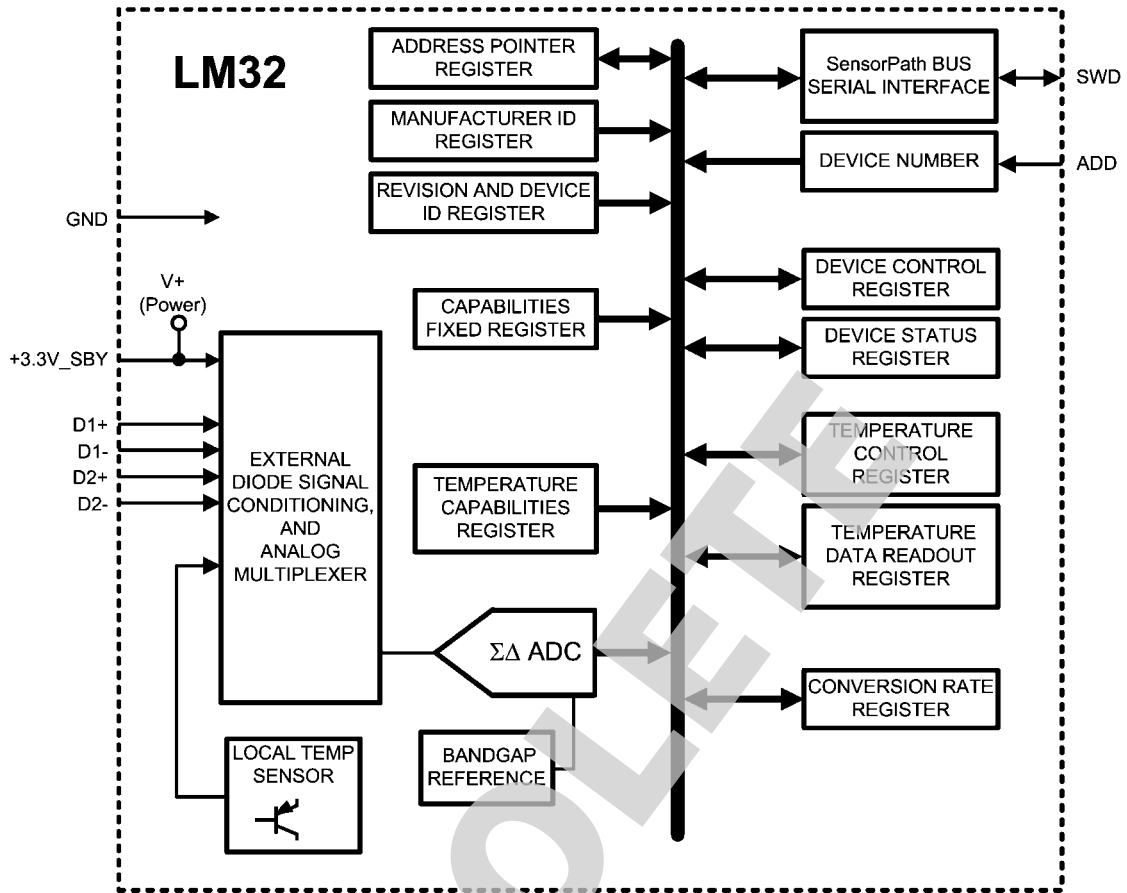 LM32
ADDRESS POINTER
REGISTER
MANUFACTURER ID
REGISTER
REVISION AND DEVICE
ID REGISTER
CAPABILITIES
FIXED REGISTER
TEMPERATURE
CAPABILITIES
REGISTER
SensorPath BUS
SERIAL INTERFACE
SWD
DEVICE NUMBER
ADD
DEVICE CONTROL
REGISTER
DEVICE STATUS
REGISTER
TEMPERATURE
CONTROL
REGISTER
TEMPERATURE
DATA READOUT
REGISTER
CONVERSION RATE
REGISTER
GND
V+
(Power)
+3.3V_SBY
D1+
D1-
D2+
D2-
EXTERNAL
DIODE SIGNAL
CONDITIONING,
AND
ANALOG
MULTIPLEXER
ΣΔ ADC
LOCAL TEMP
SENSOR
BANDGAP
REFERENCE
OLETE